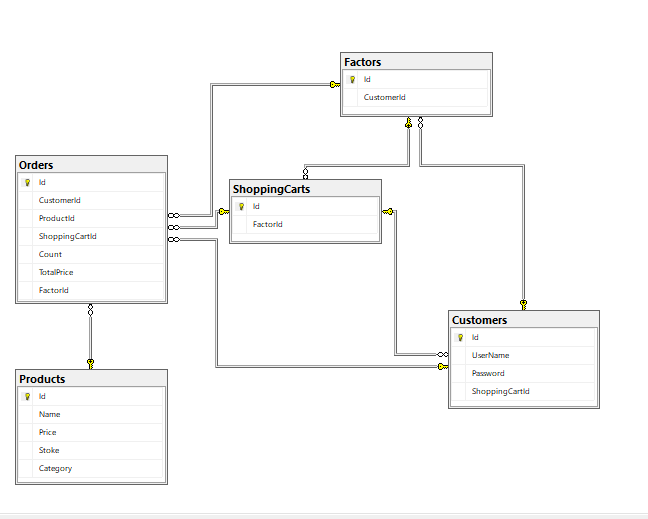 Factors
Id
CustomerId
Orders
Id
CustomerId
ProductId
ShoppingCartId
Count
TotalPrice
FactorId
ShoppingCarts
Id
FactorId
Customers
Id
UserName
Password
ShoppingCartId
Products
Id
Name
Price
Stoke
Category